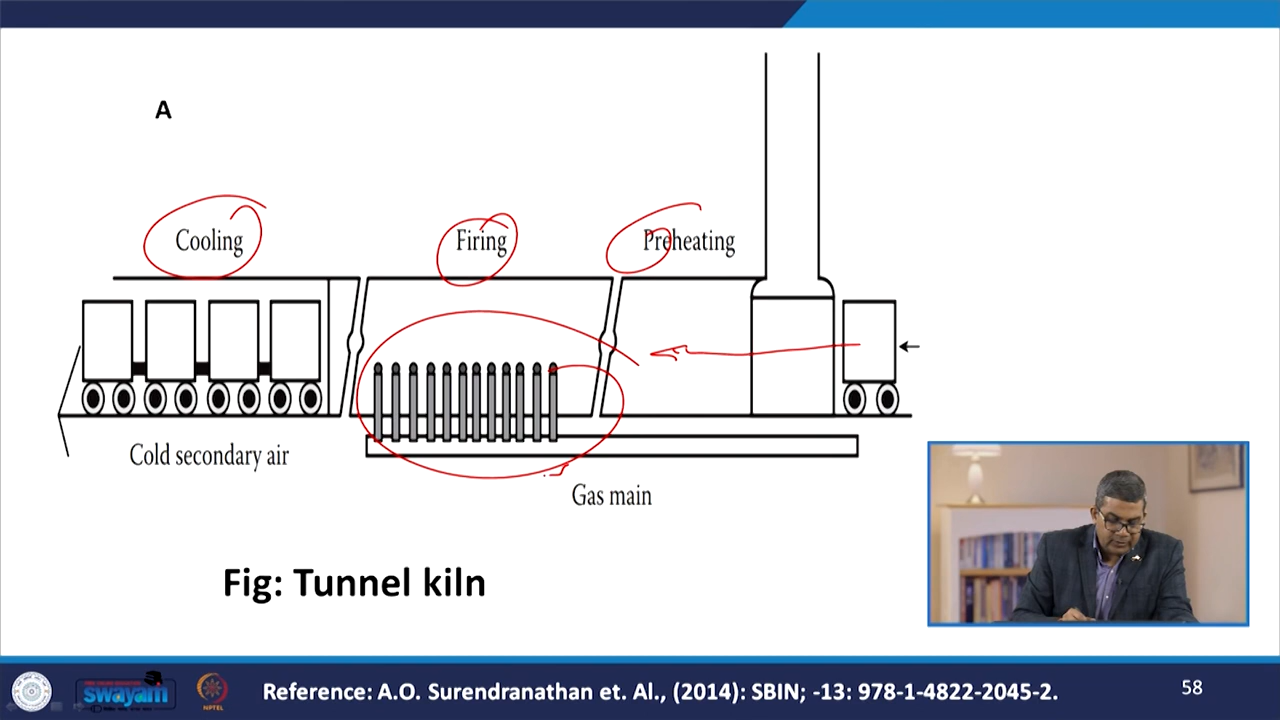 A
Cooling
Firing
Preheating
Cold secondary air
Gas main
Fig: Tunnel kiln
swayam
NPTEL
Reference: A.O. Surendranathan et. Al., (2014): SBIN; -13: 978-1-4822-2045-2.
58